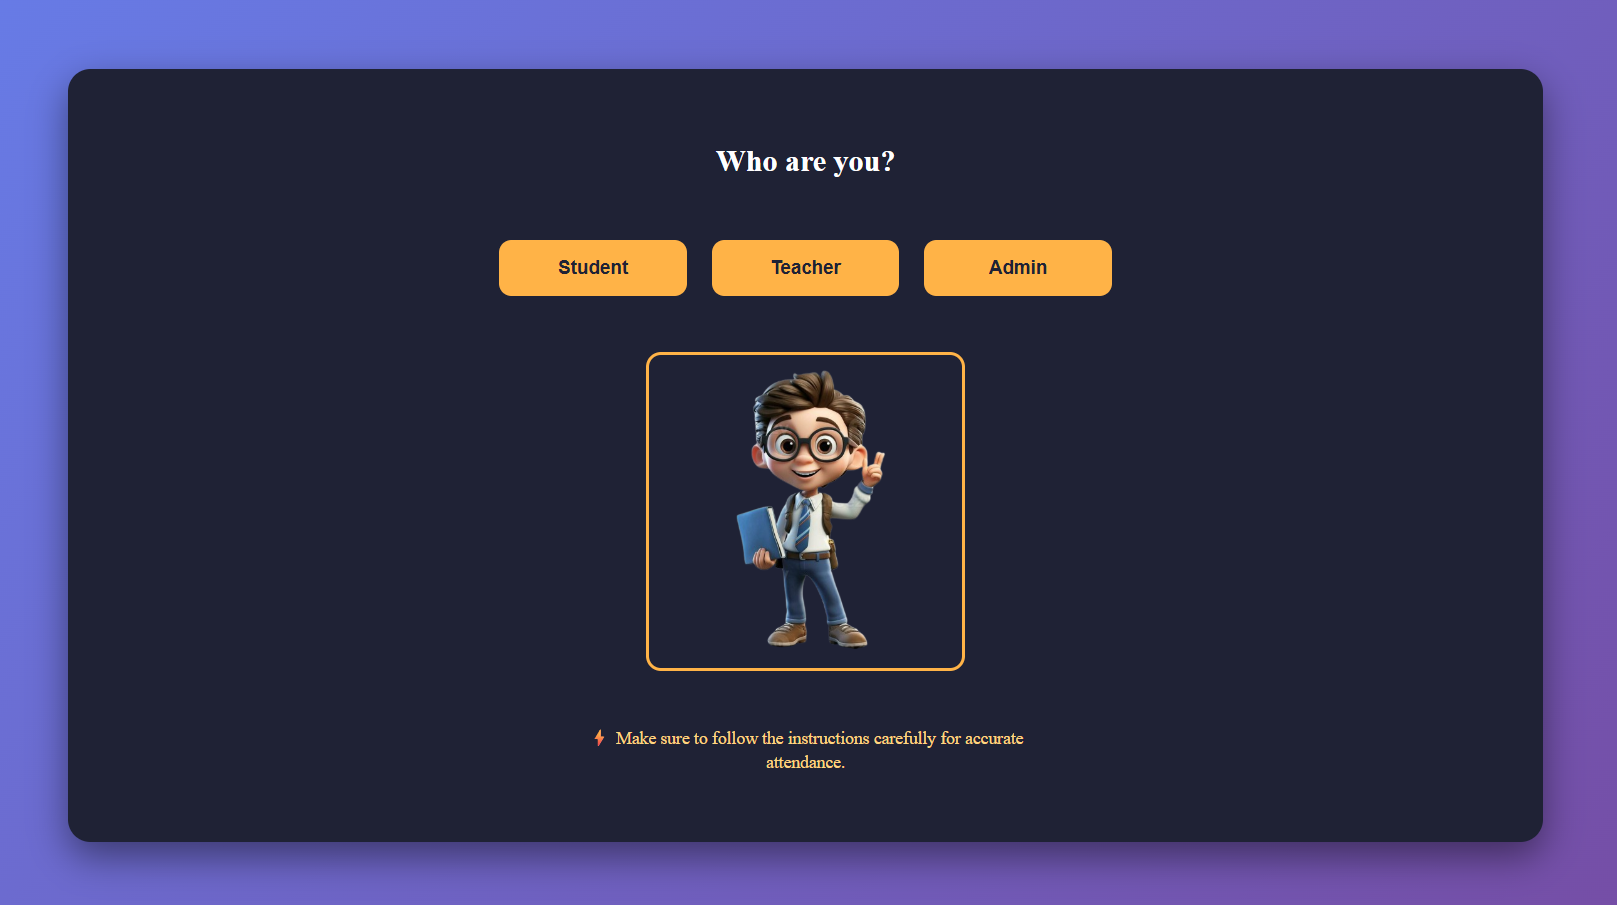 Who are you?
Student
Teacher
Admin
Make sure to follow the instructions carefully for accurate
attendance.